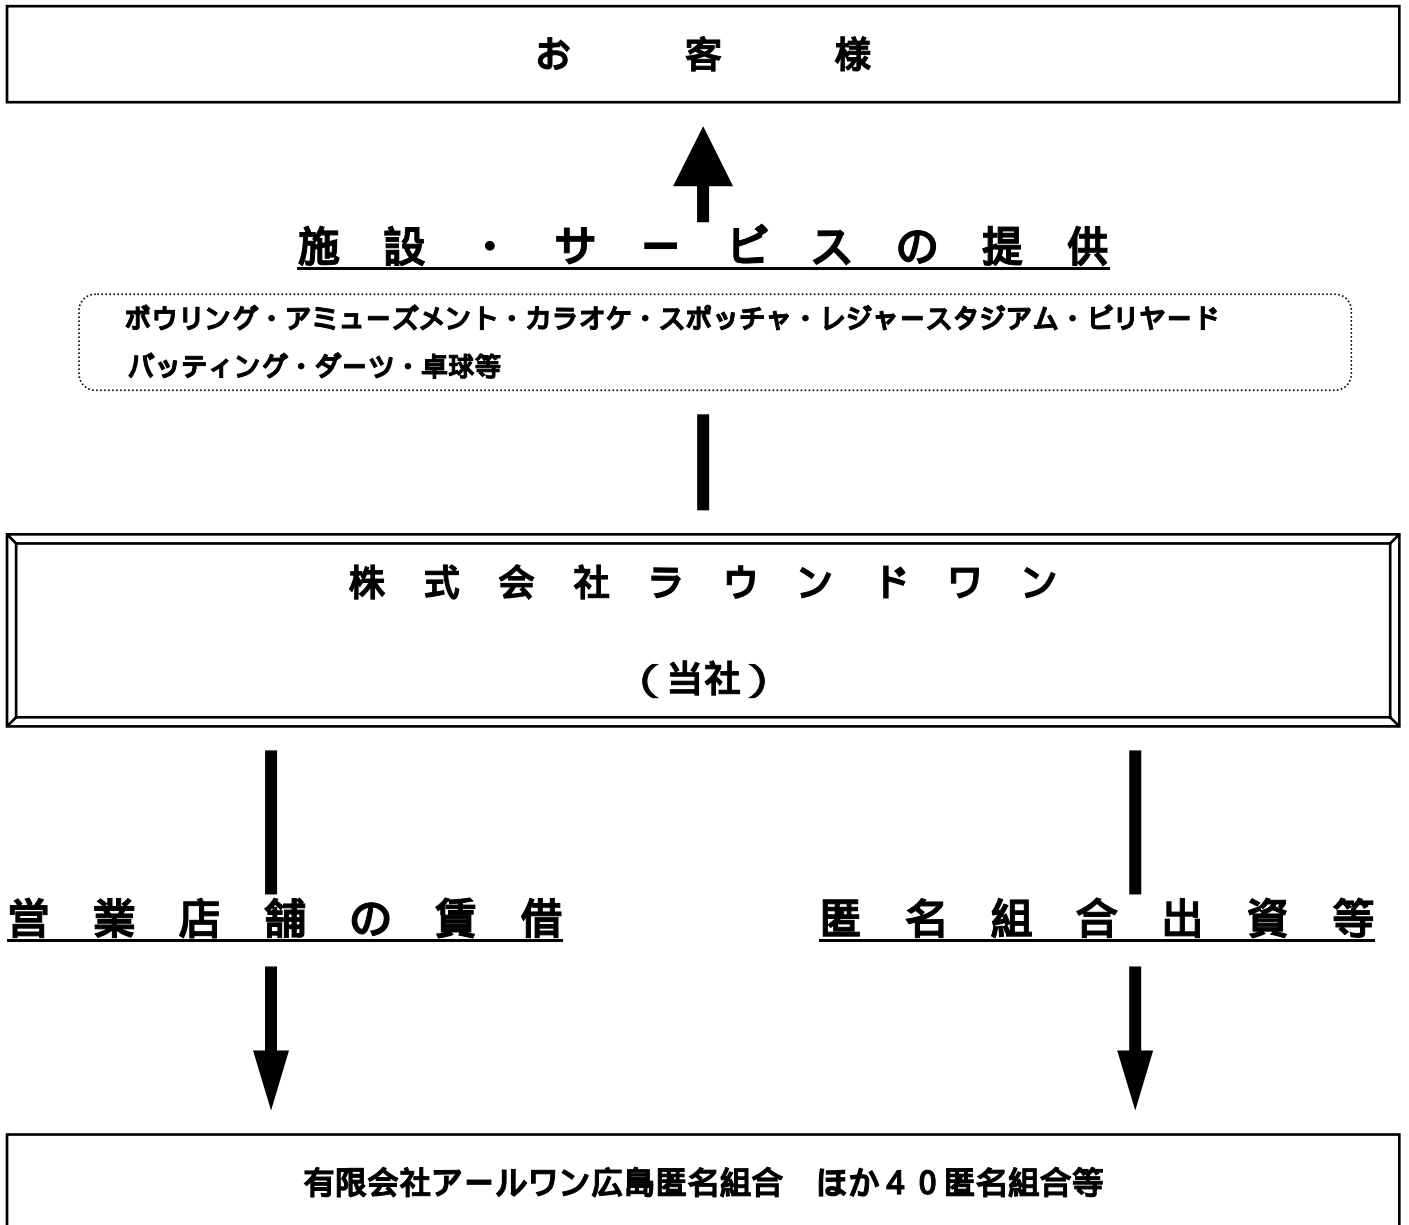 お客様
施設・サービスの提供
ボウリング・アミューズメント・カラオケ・スポッチャ・レジャースタジアム・ビリヤード
バッティング・ダーツ・卓球等
株式会社ラウンドワン
(当社)
営業店舗の賃借
匿名組合出資等
有限会社アールワン広島匿名組合　ほか４０匿名組合等